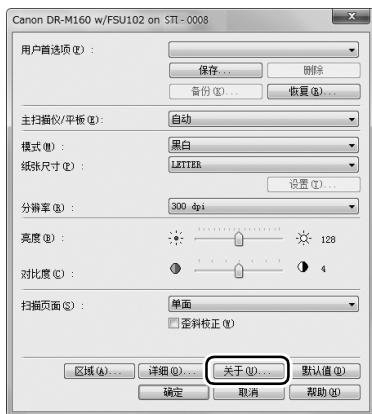 Canon DR-M160 w/FSU102 on STI-0008
用户首选项(F) :
保存... 删除
备份(K)... 恢复(R)...
主扫描仪/平板(E): 自动
模式(M) : 黑白
纸张尺寸(P) : LETTER
设置(T)...
分辨率(R) : 300 dpi
亮度(B) : 128
对比度(C) : 4
扫描页面(S) : 单面
歪斜校正(Y)
区域(A)... 详细(O)... 关于(U)... 默认值(D)
确定 取消 帮助(H)